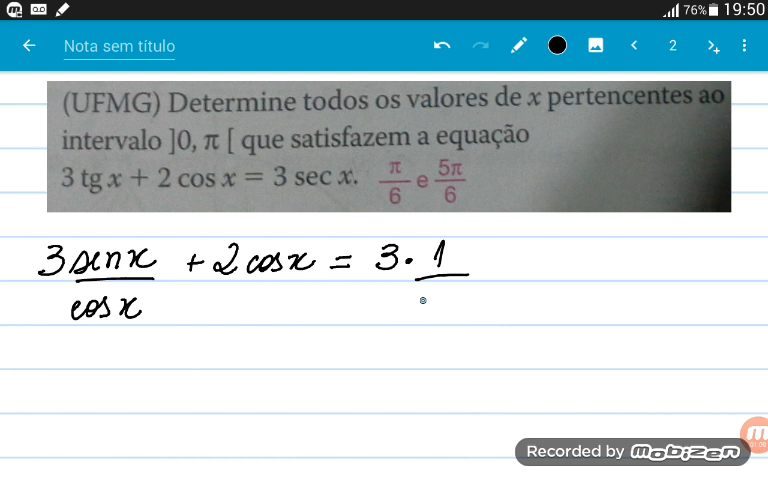 76% 19:50
Nota sem título
2
(UFMG) Determine todos os valores de x pertencentes ao
intervalo ]0, π [ que satisfazem a equação
3 tg x + 2 cos x = 3 sec x. π/6 e 5π/6
3 sen x / cos x + 2 cos x = 3 · 1
Recorded by mobizen